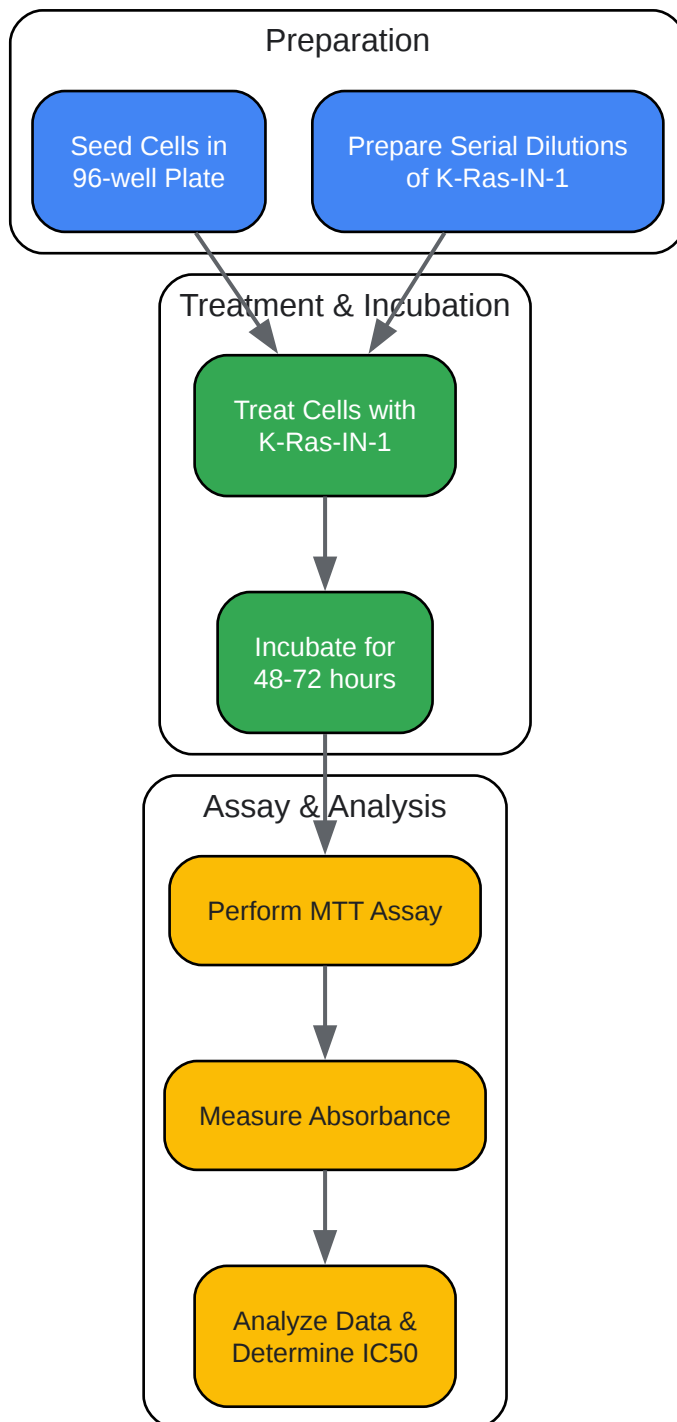 Preparation
Seed Cells in
96-well Plate
Prepare Serial Dilutions
of K-Ras-IN-1
Treatment & Incubation
Treat Cells with
K-Ras-IN-1
Incubate for
48-72 hours
Assay & Analysis
Perform MTT Assay
Measure Absorbance
Analyze Data &
Determine IC50